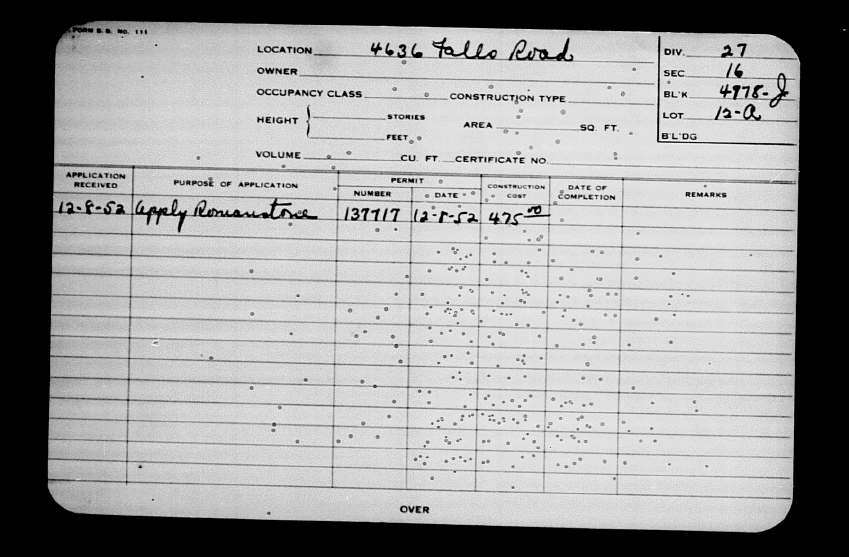 FORM B. B. NO. 111
LOCATION 4636 Falls Road
OWNER
OCCUPANCY CLASS CONSTRUCTION TYPE
HEIGHT STORIES
FEET
AREA SQ. FT.
VOLUME CU. FT. CERTIFICATE NO.
DIV. 27
SEC. 16
BL'K 4978-J
LOT 12-A
B'L'DG
APPLICATION RECEIVED PURPOSE OF APPLICATION PERMIT NUMBER DATE CONSTRUCTION COST DATE OF COMPLETION REMARKS
12-8-52 Apply Romanstone 137717 12-8-52 475 00
OVER